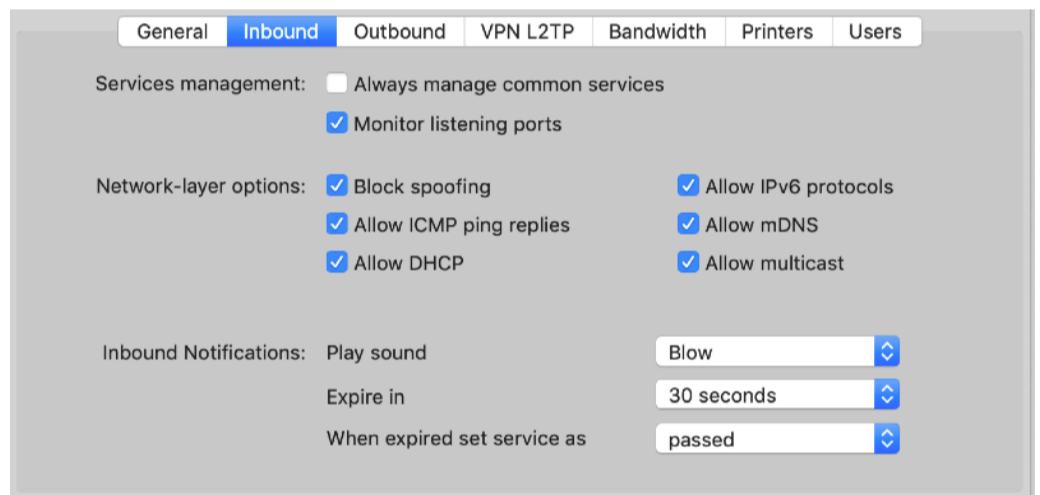 General Inbound Outbound VPN L2TP Bandwidth Printers Users
Services management: Always manage common services
Monitor listening ports
Network-layer options: Block spoofing Allow IPv6 protocols
Allow ICMP ping replies Allow mDNS
Allow DHCP Allow multicast
Inbound Notifications: Play sound Blow
Expire in 30 seconds
When expired set service as passed